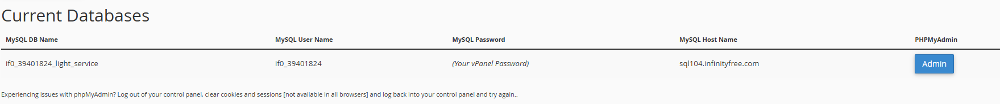 Current Databases
MySQL DB Name MySQL User Name MySQL Password MySQL Host Name PHPMyAdmin
if0_39401824_light_service if0_39401824 (Your vPanel Password) sql104.infinityfree.com Admin
Experiencing issues with phpMyAdmin? Log out of your control panel, clear cookies and sessions [not available in all browsers] and log back into your control panel and try again..